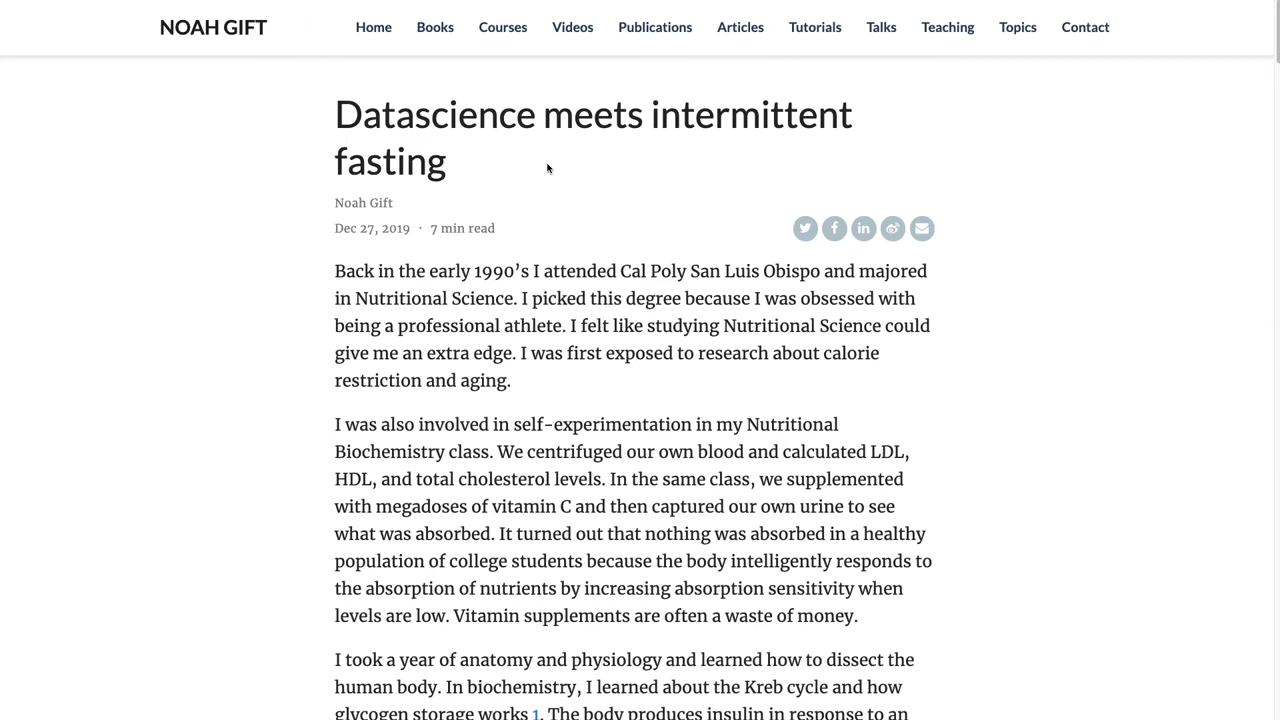 NOAH GIFT
Home Books Courses Videos Publications Articles Tutorials Talks Teaching Topics Contact
Datascience meets intermittent
fasting
Noah Gift
Dec 27, 2019 · 7 min read
Back in the early 1990’s I attended Cal Poly San Luis Obispo and majored
in Nutritional Science. I picked this degree because I was obsessed with
being a professional athlete. I felt like studying Nutritional Science could
give me an extra edge. I was first exposed to research about calorie
restriction and aging.
I was also involved in self-experimentation in my Nutritional
Biochemistry class. We centrifuged our own blood and calculated LDL,
HDL, and total cholesterol levels. In the same class, we supplemented
with megadoses of vitamin C and then captured our own urine to see
what was absorbed. It turned out that nothing was absorbed in a healthy
population of college students because the body intelligently responds to
the absorption of nutrients by increasing absorption sensitivity when
levels are low. Vitamin supplements are often a waste of money.
I took a year of anatomy and physiology and learned how to dissect the
human body. In biochemistry, I learned about the Kreb cycle and how
glycogen storage works 1. The body produces insulin in response to an